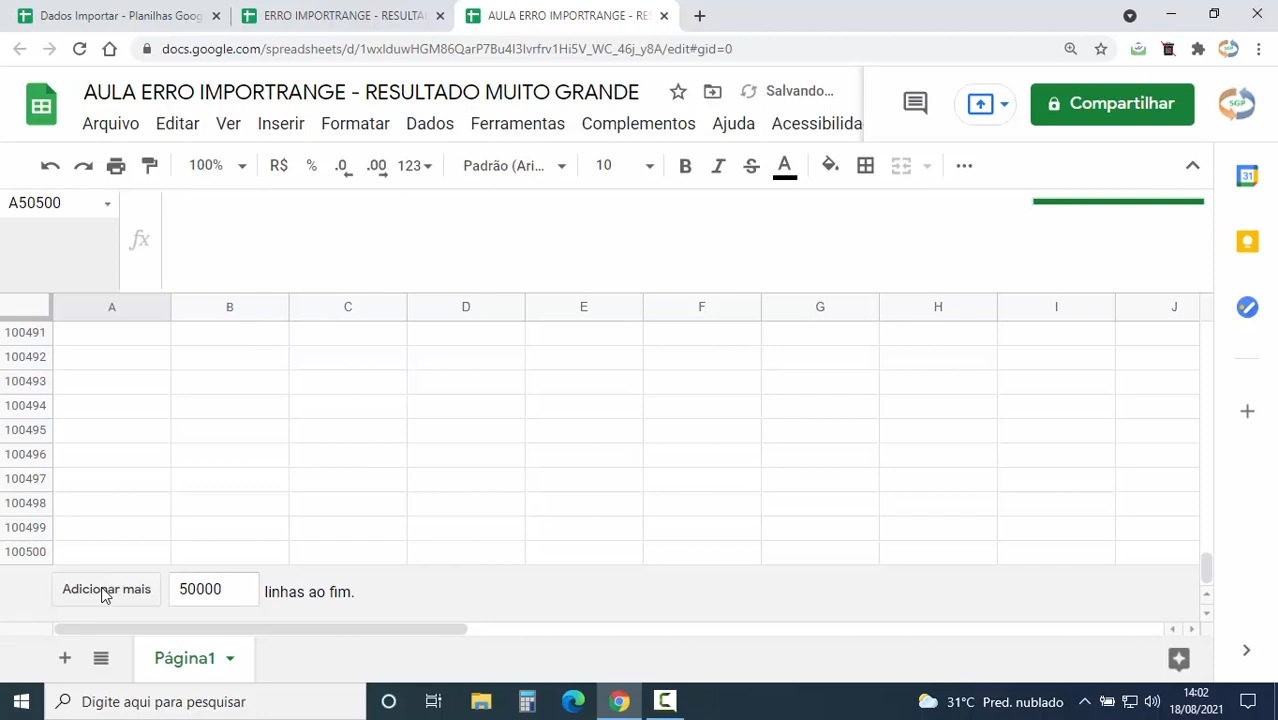 Dados Importar - Planilhas Goog
ERRO IMPORTRANGE - RESULTA
AULA ERRO IMPORTRANGE - RE
docs.google.com/spreadsheets/d/1wxlduwHGM86QarP7Bu4I3lvrfrv1Hi5V_WC_46j_y8A/edit#gid=0
AULA ERRO IMPORTRANGE - RESULTADO MUITO GRANDE
Salvando...
Compartilhar
SGP
Arquivo Editar Ver Inserir Formatar Dados Ferramentas Complementos Ajuda Acessibilida
100% R$ % .0 .00 123 Padrão (Ari... 10 B I S A
31
A50500
fx
A B C D E F G H I J
100491
100492
100493
100494
100495
100496
100497
100498
100499
100500
Adicionar mais 50000 linhas ao fim.
Página1
Digite aqui para pesquisar
31°C Pred. nublado
14:02
18/08/2021